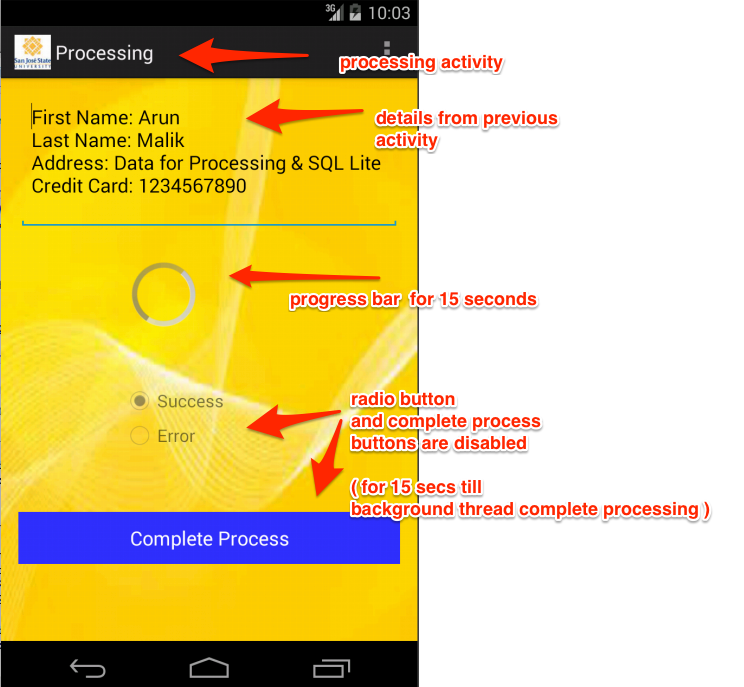 3G 10:03
San José State
UNIVERSITY
Processing
processing activity
First Name: Arun
Last Name: Malik
Address: Data for Processing & SQL Lite
Credit Card: 1234567890
details from previous
activity
progress bar for 15 seconds
Success
Error
radio button
and complete process
buttons are disabled
( for 15 secs till
background thread complete processing )
Complete Process